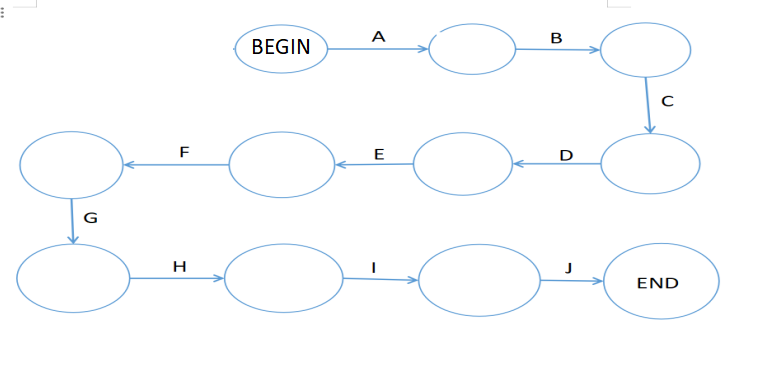 BEGIN A B
C
F E D
G
H I J END